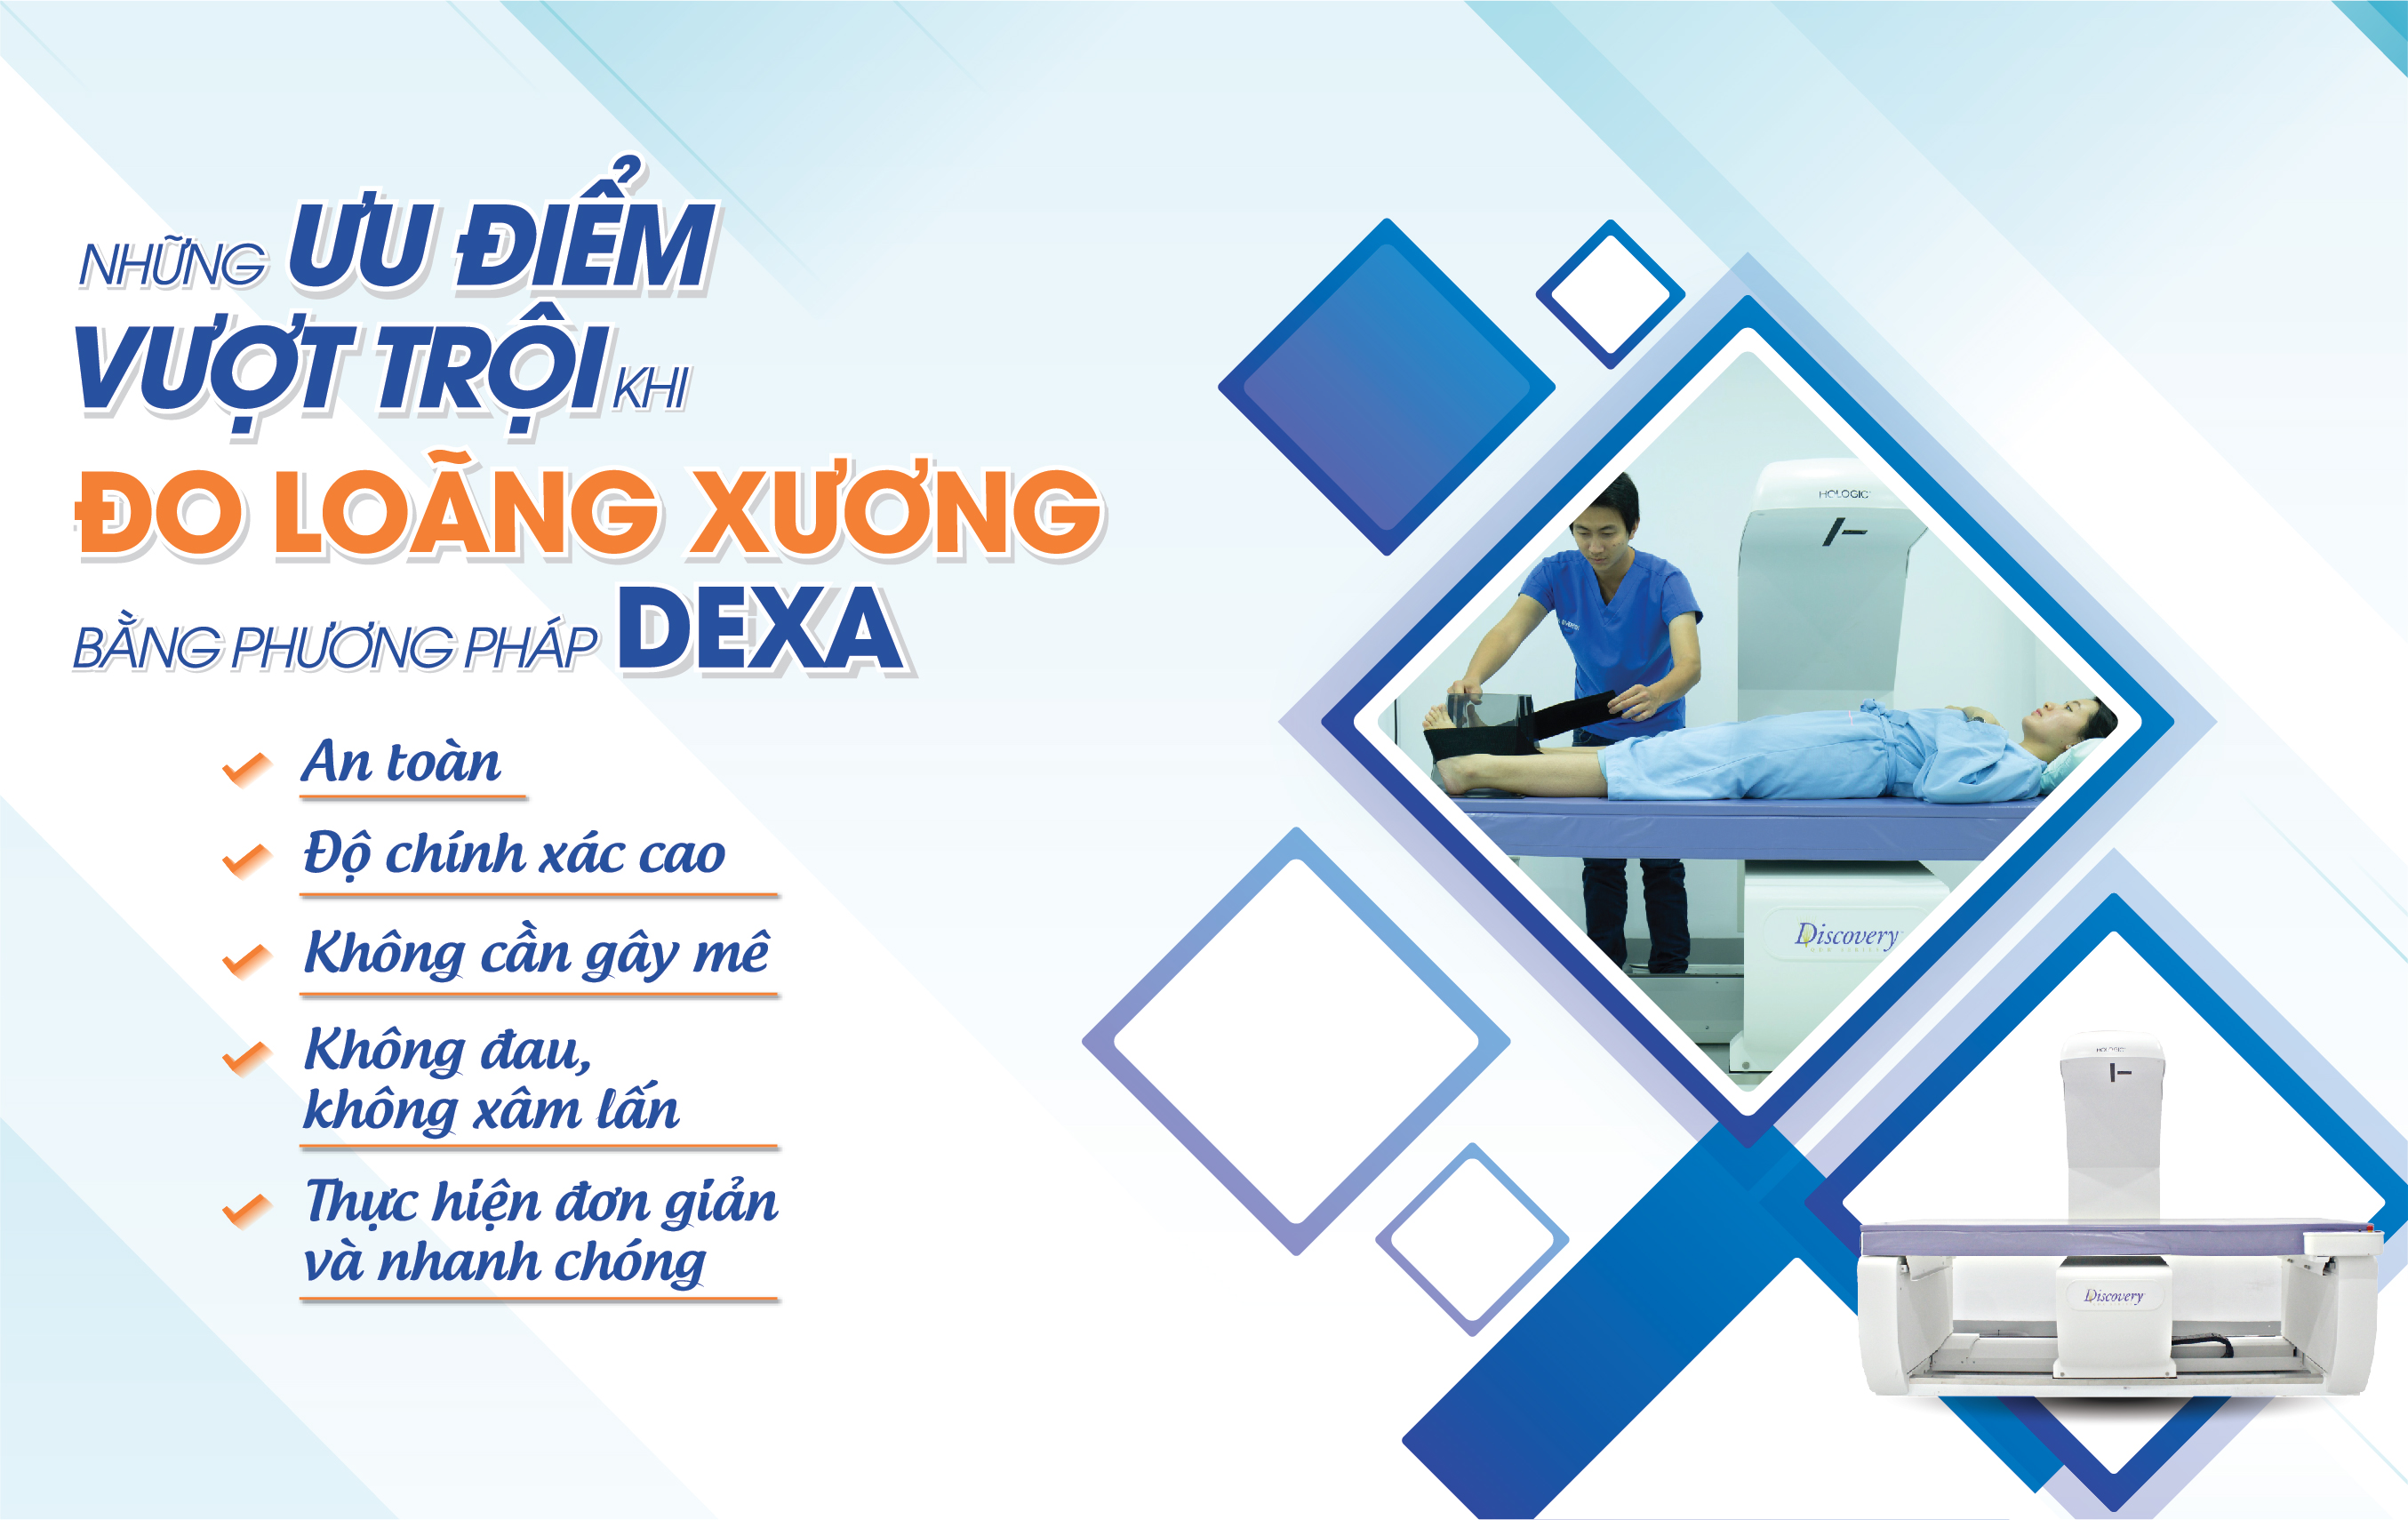 NHỮNG ƯU ĐIỂM
VƯỢT TRỘI KHI
ĐO LOÃNG XƯƠNG
BẰNG PHƯƠNG PHÁP DEXA
An toàn
Độ chính xác cao
Không cần gây mê
Không đau,
không xâm lấn
Thực hiện đơn giản
và nhanh chóng
HOLOGIC
Discovery
HOLOGIC
Discovery